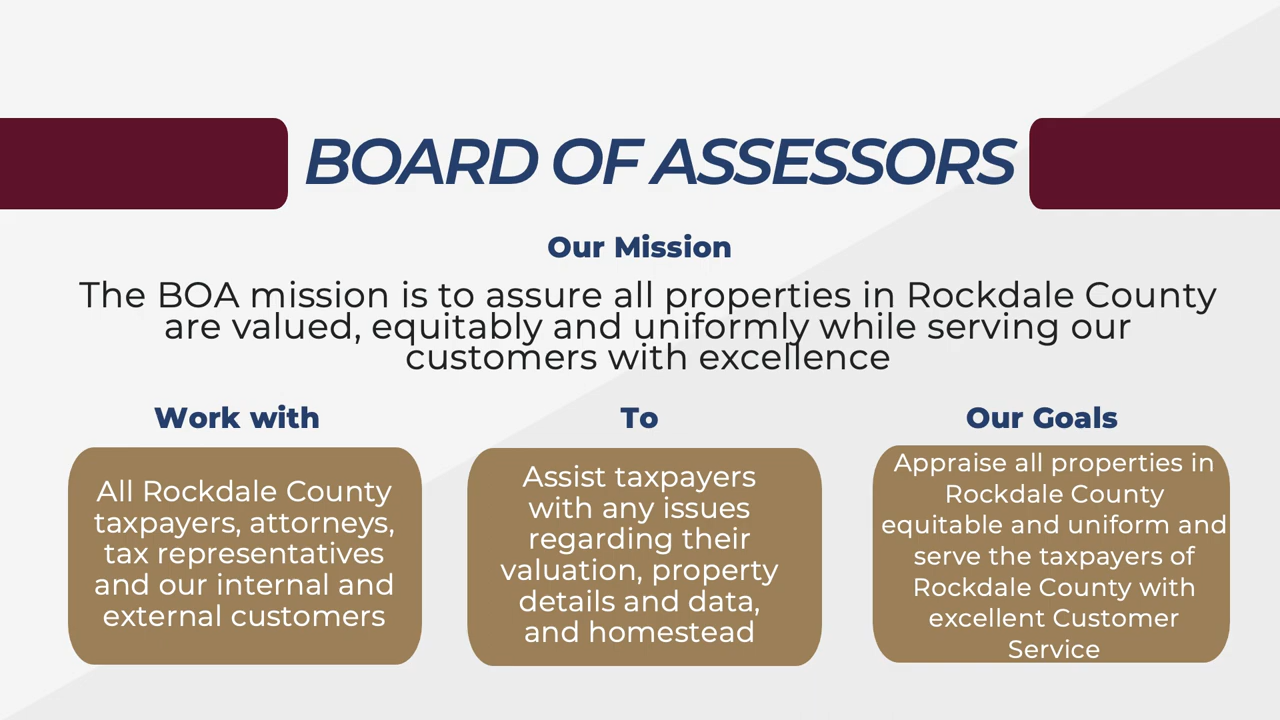 BOARD OF ASSESSORS
Our Mission
The BOA mission is to assure all properties in Rockdale County
are valued, equitably and uniformly while serving our
customers with excellence
Work with
All Rockdale County
taxpayers, attorneys,
tax representatives
and our internal and
external customers
To
Assist taxpayers
with any issues
regarding their
valuation, property
details and data,
and homestead
Our Goals
Appraise all properties in
Rockdale County
equitable and uniform and
serve the taxpayers of
Rockdale County with
excellent Customer
Service